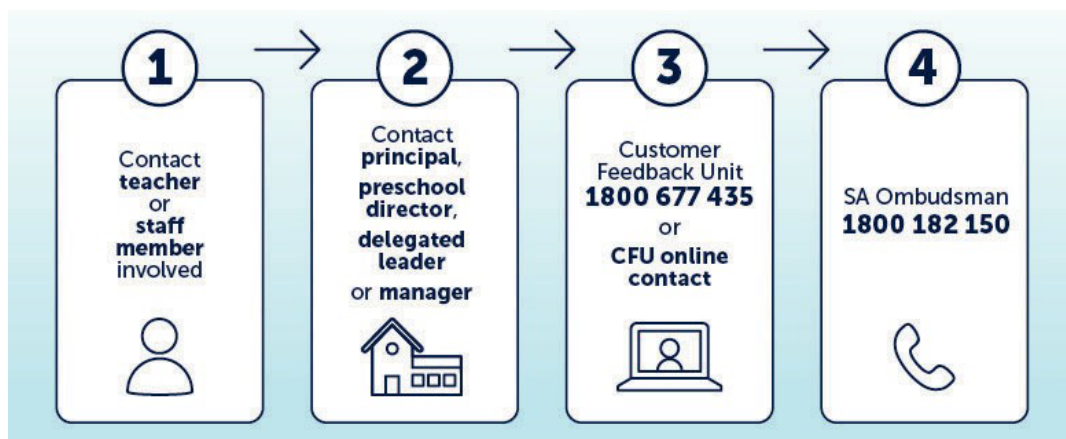 1
Contact
teacher
or
staff
member
involved
2
Contact
principal,
preschool
director,
delegated
leader
or manager
3
Customer
Feedback Unit
1800 677 435
or
CFU online
contact
4
SA Ombudsman
1800 182 150